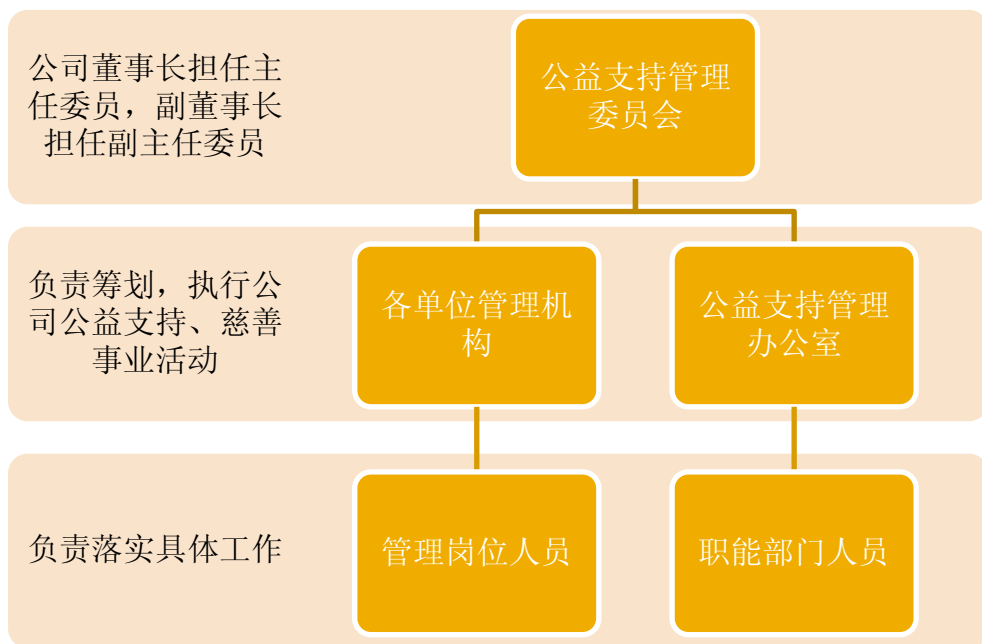 公司董事长担任主
任委员，副董事长
担任副主任委员
公益支持管理
委员会
负责筹划，执行公
司公益支持、慈善
事业活动
各单位管理机
构
公益支持管理
办公室
负责落实具体工作
管理岗位人员
职能部门人员